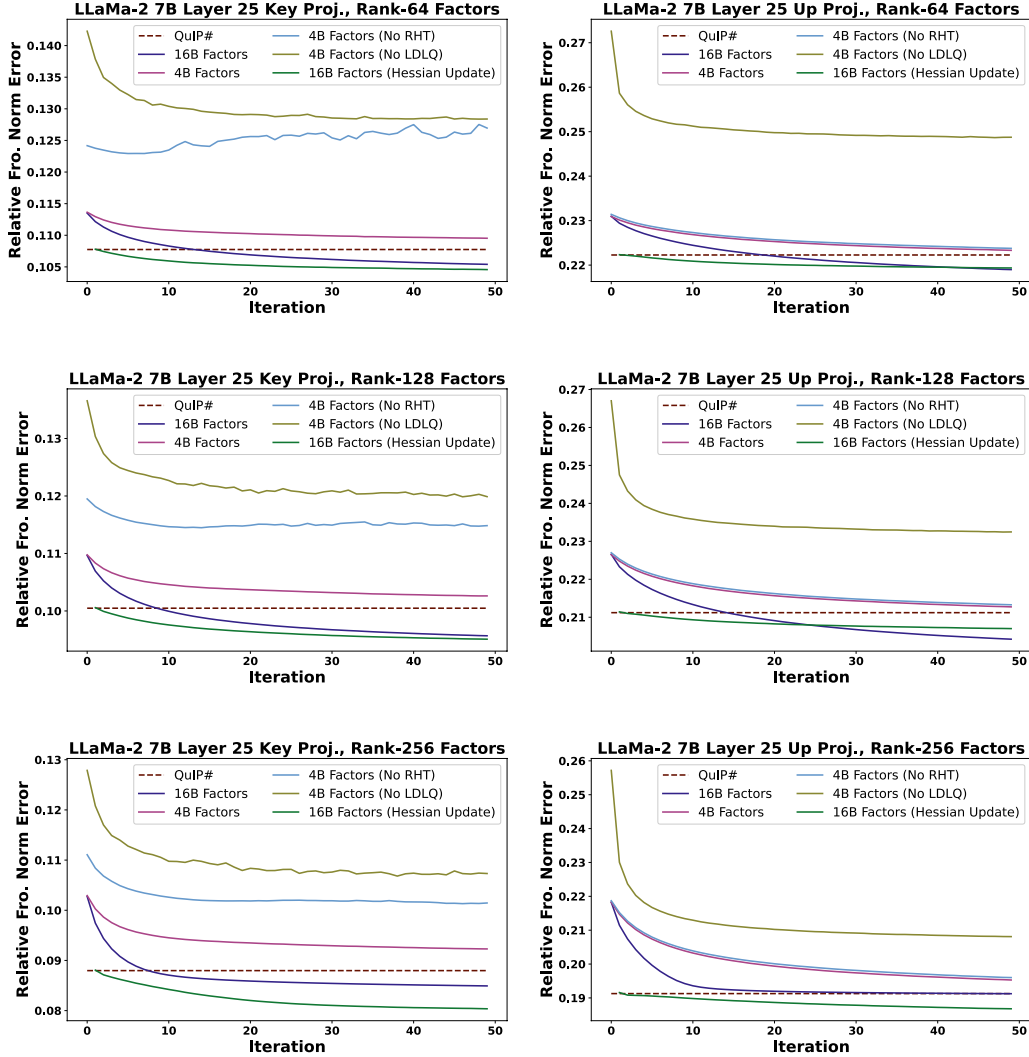 LLaMa-2 7B Layer 25 Key Proj., Rank-64 Factors
Relative Fro. Norm Error
0.140
0.135
0.130
0.125
0.120
0.115
0.110
0.105
QuIP#
16B Factors
4B Factors
4B Factors (No RHT)
4B Factors (No LDLQ)
16B Factors (Hessian Update)
0 10 20 30 40 50
Iteration
LLaMa-2 7B Layer 25 Up Proj., Rank-64 Factors
Relative Fro. Norm Error
0.27
0.26
0.25
0.24
0.23
0.22
QuIP#
16B Factors
4B Factors
4B Factors (No RHT)
4B Factors (No LDLQ)
16B Factors (Hessian Update)
0 10 20 30 40 50
Iteration
LLaMa-2 7B Layer 25 Key Proj., Rank-128 Factors
Relative Fro. Norm Error
0.13
0.12
0.11
0.10
QuIP#
16B Factors
4B Factors
4B Factors (No RHT)
4B Factors (No LDLQ)
16B Factors (Hessian Update)
0 10 20 30 40 50
Iteration
LLaMa-2 7B Layer 25 Up Proj., Rank-128 Factors
Relative Fro. Norm Error
0.27
0.26
0.25
0.24
0.23
0.22
0.21
QuIP#
16B Factors
4B Factors
4B Factors (No RHT)
4B Factors (No LDLQ)
16B Factors (Hessian Update)
0 10 20 30 40 50
Iteration
LLaMa-2 7B Layer 25 Key Proj., Rank-256 Factors
Relative Fro. Norm Error
0.13
0.12
0.11
0.10
0.09
0.08
QuIP#
16B Factors
4B Factors
4B Factors (No RHT)
4B Factors (No LDLQ)
16B Factors (Hessian Update)
0 10 20 30 40 50
Iteration
LLaMa-2 7B Layer 25 Up Proj., Rank-256 Factors
Relative Fro. Norm Error
0.26
0.25
0.24
0.23
0.22
0.21
0.20
0.19
QuIP#
16B Factors
4B Factors
4B Factors (No RHT)
4B Factors (No LDLQ)
16B Factors (Hessian Update)
0 10 20 30 40 50
Iteration